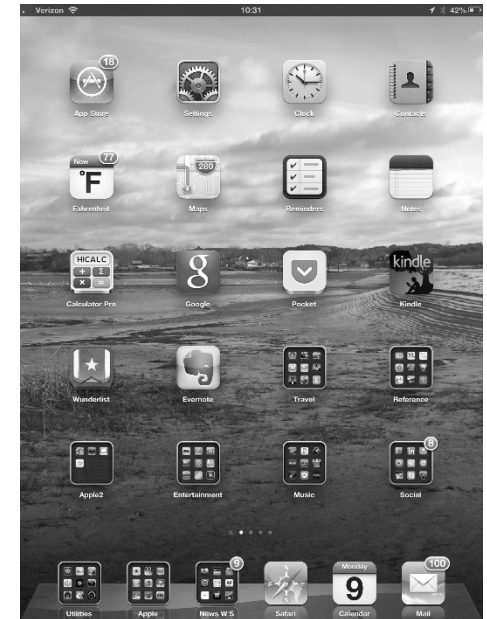 Verizon 10:31 42%
18
App Store Settings Clock Contacts
Now 77
°F 280
Fahrenheit Maps Reminders Notes
HICALC
+ Σ
× =
g kindle
Calculator Pro Google Pocket Kindle
Wunderlist Evernote Travel Reference
8
Apple2 Entertainment Music Social
9 Monday 100
9
Utilities Apple News W S Safari Calendar Mail